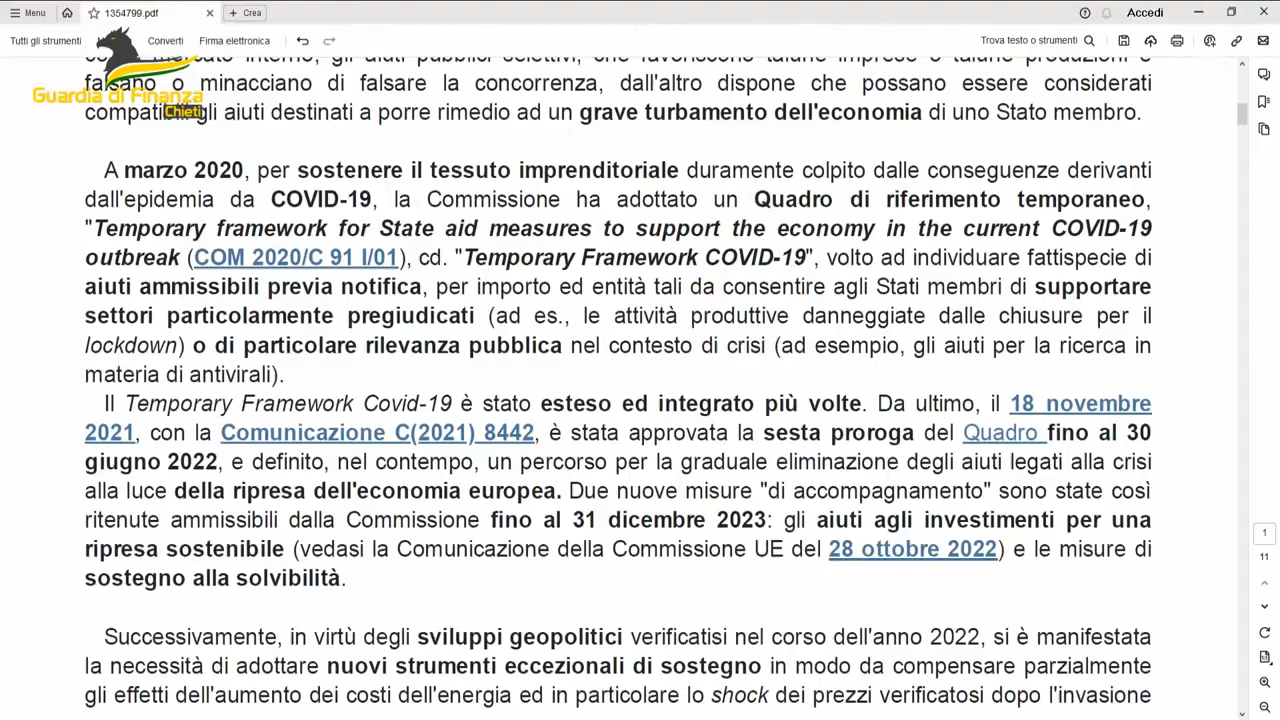 Menu
1354799.pdf
Crea
Accedi
Tutti gli strumenti
Converti
Firma elettronica
Trova testo o strumenti
Guardia di Finanza
Chieti
mercato interno, gli aiuti pubblici selettivi, che favoriscono talune imprese o talune produzioni e
falsano o minacciano di falsare la concorrenza, dall'altro dispone che possano essere considerati
compatibili gli aiuti destinati a porre rimedio ad un grave turbamento dell'economia di uno Stato membro.
A marzo 2020, per sostenere il tessuto imprenditoriale duramente colpito dalle conseguenze derivanti
dall'epidemia da COVID-19, la Commissione ha adottato un Quadro di riferimento temporaneo,
"Temporary framework for State aid measures to support the economy in the current COVID-19
outbreak (COM 2020/C 91 I/01), cd. "Temporary Framework COVID-19", volto ad individuare fattispecie di
aiuti ammissibili previa notifica, per importo ed entità tali da consentire agli Stati membri di supportare
settori particolarmente pregiudicati (ad es., le attività produttive danneggiate dalle chiusure per il
lockdown) o di particolare rilevanza pubblica nel contesto di crisi (ad esempio, gli aiuti per la ricerca in
materia di antivirali).
Il Temporary Framework Covid-19 è stato esteso ed integrato più volte. Da ultimo, il 18 novembre
2021, con la Comunicazione C(2021) 8442, è stata approvata la sesta proroga del Quadro fino al 30
giugno 2022, e definito, nel contempo, un percorso per la graduale eliminazione degli aiuti legati alla crisi
alla luce della ripresa dell'economia europea. Due nuove misure "di accompagnamento" sono state così
ritenute ammissibili dalla Commissione fino al 31 dicembre 2023: gli aiuti agli investimenti per una
ripresa sostenibile (vedasi la Comunicazione della Commissione UE del 28 ottobre 2022) e le misure di
sostegno alla solvibilità.
Successivamente, in virtù degli sviluppi geopolitici verificatisi nel corso dell'anno 2022, si è manifestata
la necessità di adottare nuovi strumenti eccezionali di sostegno in modo da compensare parzialmente
gli effetti dell'aumento dei costi dell'energia ed in particolare lo shock dei prezzi verificatosi dopo l'invasione
1
11